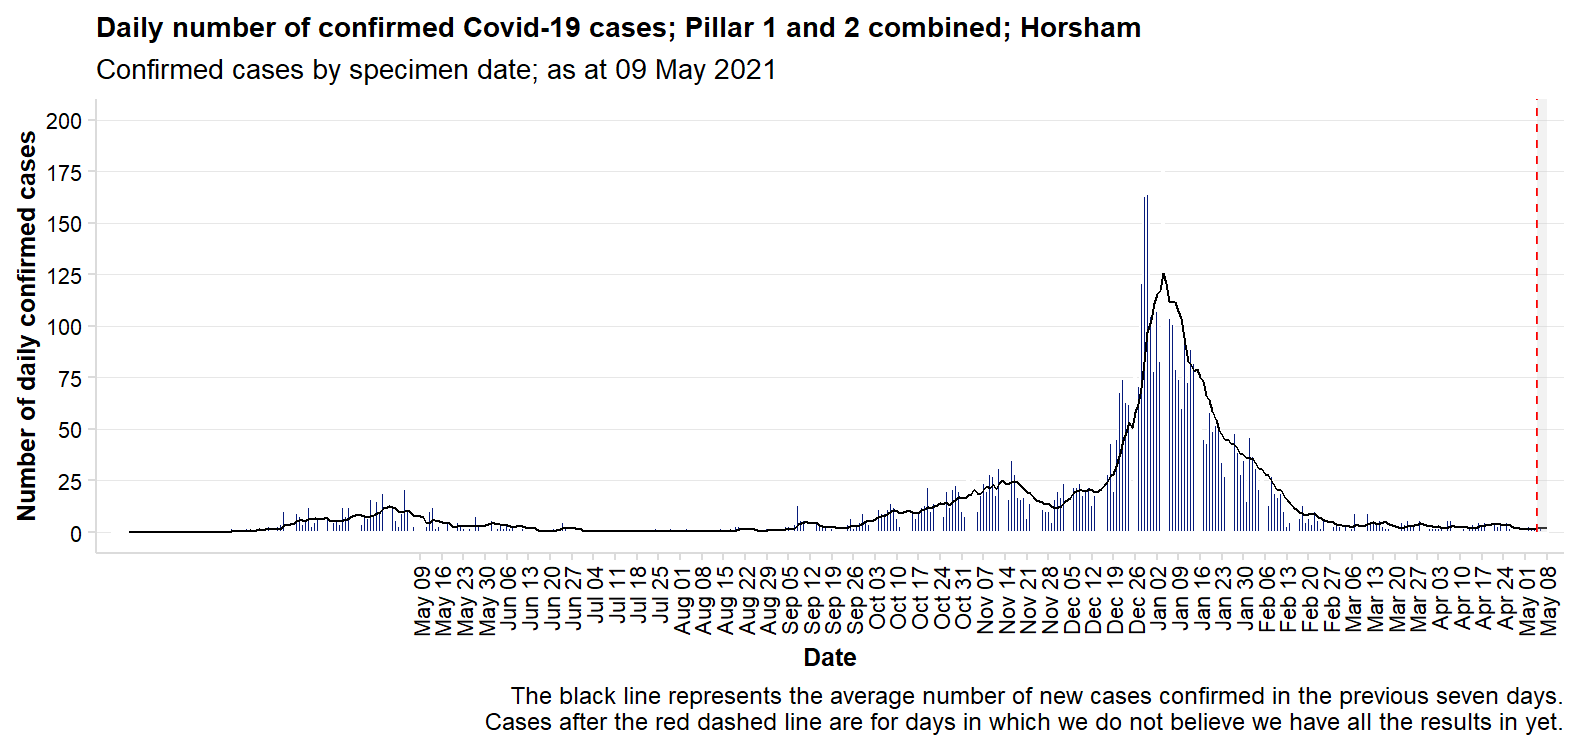 Daily number of confirmed Covid-19 cases; Pillar 1 and 2 combined; Horsham
Confirmed cases by specimen date; as at 09 May 2021
Number of daily confirmed cases
200
175
150
125
100
75
50
25
0
May 09
May 16
May 23
May 30
Jun 06
Jun 13
Jun 20
Jun 27
Jul 04
Jul 11
Jul 18
Jul 25
Aug 01
Aug 08
Aug 15
Aug 22
Aug 29
Sep 05
Sep 12
Sep 19
Sep 26
Oct 03
Oct 10
Oct 17
Oct 24
Oct 31
Nov 07
Nov 14
Nov 21
Nov 28
Dec 05
Dec 12
Dec 19
Dec 26
Jan 02
Jan 09
Jan 16
Jan 23
Jan 30
Feb 06
Feb 13
Feb 20
Feb 27
Mar 06
Mar 13
Mar 20
Mar 27
Apr 03
Apr 10
Apr 17
Apr 24
May 01
May 08
Date
The black line represents the average number of new cases confirmed in the previous seven days.
Cases after the red dashed line are for days in which we do not believe we have all the results in yet.